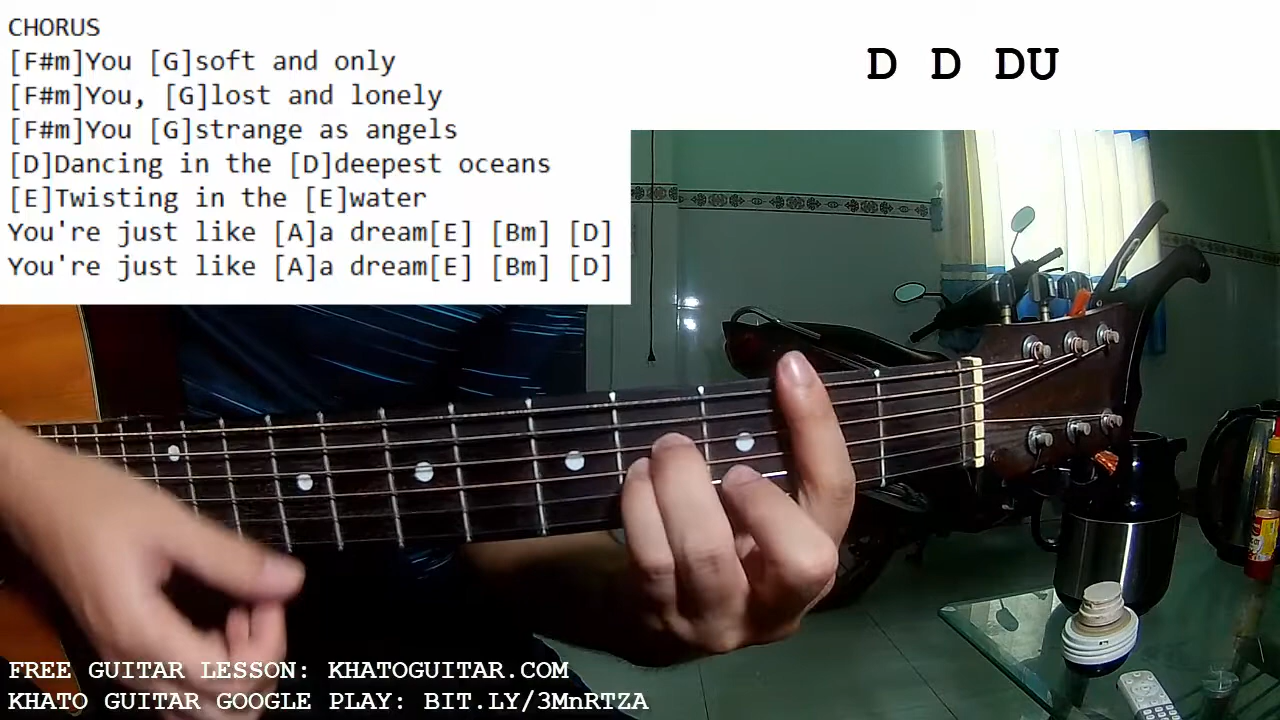 CHORUS
[F#m]You [G]soft and only
[F#m]You, [G]lost and lonely
[F#m]You [G]strange as angels
[D]Dancing in the [D]deepest oceans
[E]Twisting in the [E]water
You're just like [A]a dream[E] [Bm] [D]
You're just like [A]a dream[E] [Bm] [D]
D D DU
FREE GUITAR LESSON: KHATOGUITAR.COM
KHATO GUITAR GOOGLE PLAY: BIT.LY/3MnRTZA